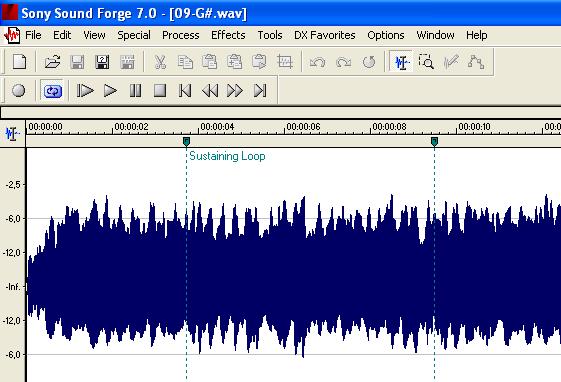 Sony Sound Forge 7.0 - [09-G#.wav]
File Edit View Special Process Effects Tools DX Favorites Options Window Help
00:00:00 00:00:02 00:00:04 00:00:06 00:00:08 00:00:10 00:0
Sustaining Loop
-2,5
-6,0
-12,0
-Inf.
-12,0
-6,0